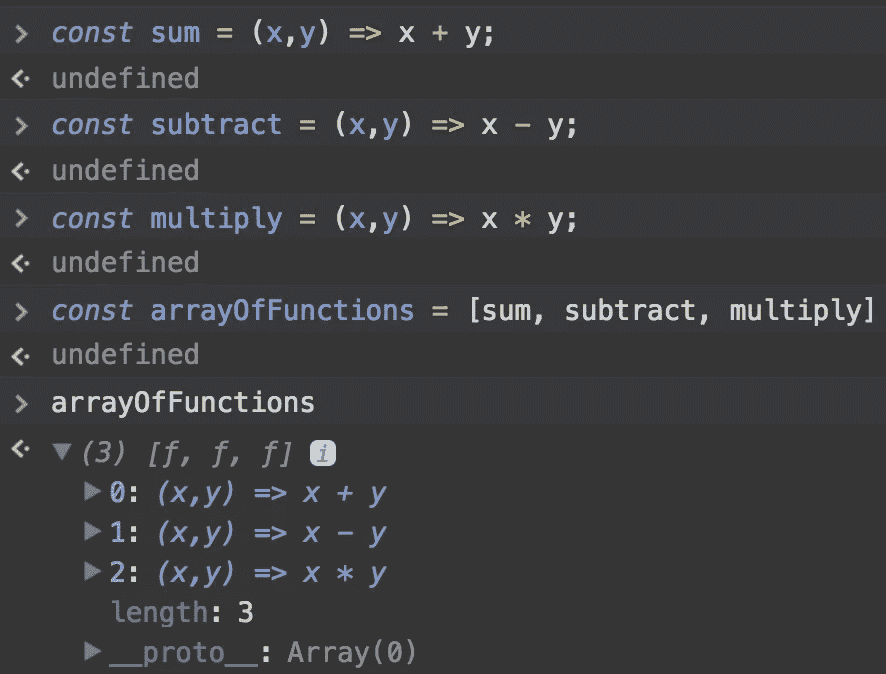 > const sum = (x,y) => x + y;
undefined
> const subtract = (x,y) => x - y;
undefined
> const multiply = (x,y) => x * y;
undefined
> const arrayOfFunctions = [sum, subtract, multiply]
undefined
> arrayOfFunctions
(3) [ƒ, ƒ, ƒ] i
0: (x,y) => x + y
1: (x,y) => x - y
2: (x,y) => x * y
length: 3
__proto__: Array(0)